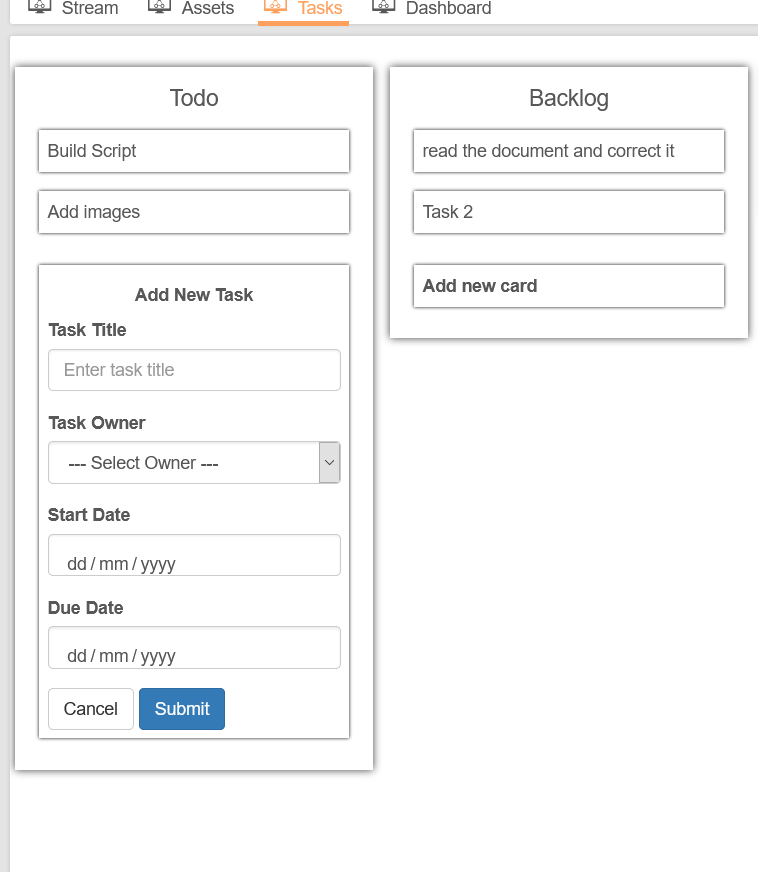 Stream Assets Tasks Dashboard
Todo
Build Script
Add images
Add New Task
Task Title
Enter task title
Task Owner
--- Select Owner ---
Start Date
dd / mm / yyyy
Due Date
dd / mm / yyyy
Cancel Submit
Backlog
read the document and correct it
Task 2
Add new card